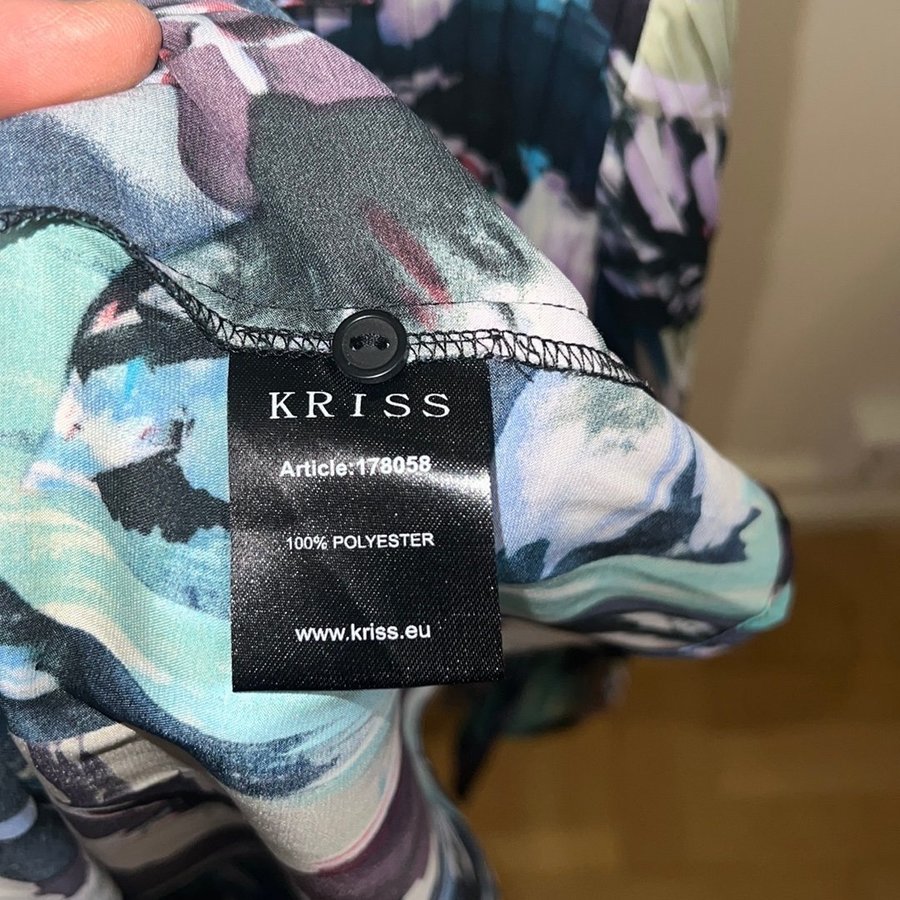 KRISS
Article:178058
100% POLYESTER
www.kriss.eu